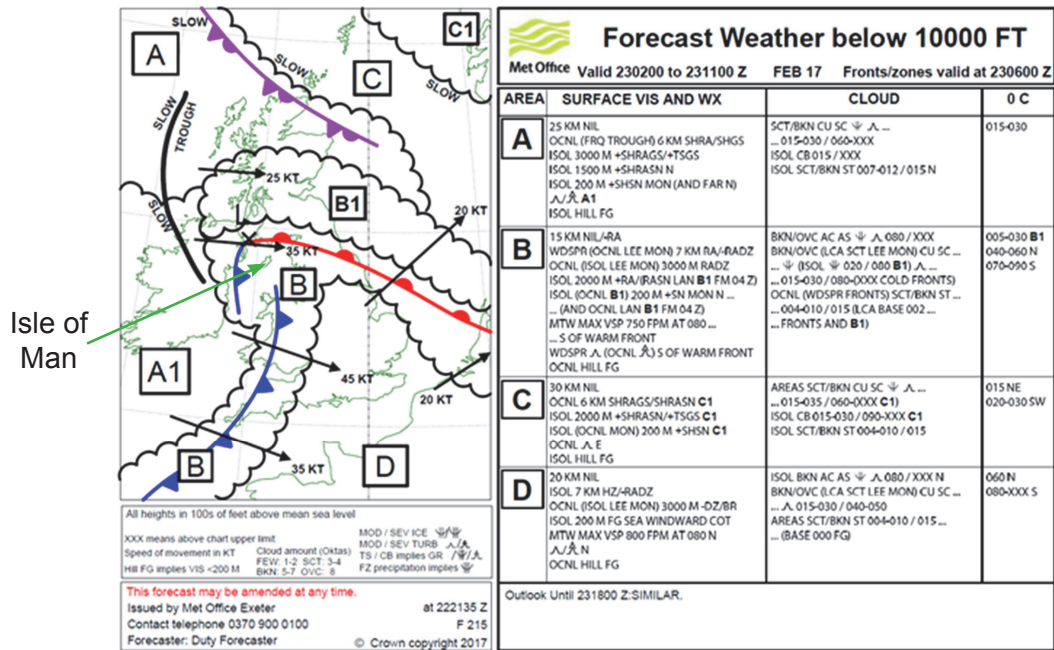 SLOW
A
C1
C
SLOW
SLOW
SLOW
TROUGH
SLOW
25 KT
B1
20 KT
L
35 KT
B
Isle of
Man
A1
45 KT
20 KT
B
35 KT
D
All heights in 100s of feet above mean sea level
XXX means above chart upper limit
Speed of movement in KT
Hill FG implies VIS <200 M
Cloud amount (Oktas)
FEW: 1-2 SCT: 3-4
BKN: 5-7 OVC: 8
MOD / SEV ICE
MOD / SEV TURB
TS / CB implies GR
FZ precipitation implies
This forecast may be amended at any time.
Issued by Met Office Exeter at 222135 Z
Contact telephone 0370 900 0100 F 215
Forecaster: Duty Forecaster © Crown copyright 2017
Met Office
Forecast Weather below 10000 FT
Valid 230200 to 231100 Z FEB 17 Fronts/zones valid at 230600 Z
AREA SURFACE VIS AND WX CLOUD 0 C
A
25 KM NIL
OCNL (FRQ TROUGH) 6 KM SHRA/SHGS
ISOL 3000 M +SHRAGS/+TSGS
ISOL 1500 M +SHRASN N
ISOL 200 M +SHSN MON (AND FAR N)
/ A1
ISOL HILL FG
SCT/BKN CU SC ...
... 015-030 / 060-XXX
ISOL CB 015 / XXX
ISOL SCT/BKN ST 007-012 / 015 N
015-030
B
15 KM NIL/-RA
WDSPR (OCNL LEE MON) 7 KM RA/-RADZ
OCNL (ISOL LEE MON) 3000 M RADZ
ISOL 2000 M +RA/(RASN LAN B1 FM 04 Z)
ISOL (OCNL B1) 200 M +SN MON N ...
... (AND OCNL LAN B1 FM 04 Z)
MTW MAX VSP 750 FPM AT 080 ...
... S OF WARM FRONT
WDSPR (OCNL ) S OF WARM FRONT
OCNL HILL FG
BKN/OVC AC AS 080 / XXX
BKN/OVC (LCA SCT LEE MON) CU SC ...
... (ISOL 020 / 080 B1) ...
... 015-030 / 080-(XXX COLD FRONTS)
OCNL (WDSPR FRONTS) SCT/BKN ST ...
... 004-010 / 015 (LCA BASE 002 ...
... FRONTS AND B1)
005-030 B1
040-060 N
070-090 S
C
30 KM NIL
OCNL 6 KM SHRAGS/SHRASN C1
ISOL 2000 M +SHRASN/+TSGS C1
ISOL (OCNL MON) 200 M +SHSN C1
OCNL E
ISOL HILL FG
AREAS SCT/BKN CU SC ...
... 015-035 / 060-(XXX C1)
ISOL CB 015-030 / 090-XXX C1
ISOL SCT/BKN ST 004-010 / 015
015 NE
020-030 SW
D
20 KM NIL
ISOL 7 KM HZ/-RADZ
OCNL (ISOL LEE MON) 3000 M -DZ/BR
ISOL 200 M FG SEA WINDWARD COT
MTW MAX VSP 800 FPM AT 080 N
/ N
OCNL HILL FG
ISOL BKN AC AS 080 / XXX N
BKN/OVC (LCA SCT LEE MON) CU SC ...
... 015-030 / 040-050
AREAS SCT/BKN ST 004-010 / 015 ...
... (BASE 000 FG)
060 N
080-XXX S
Outlook Until 231800 Z:SIMILAR.